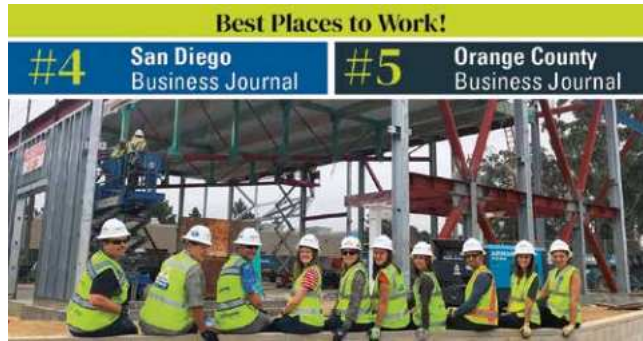 Best Places to Work!
#4 San Diego
Business Journal
#5 Orange County
Business Journal